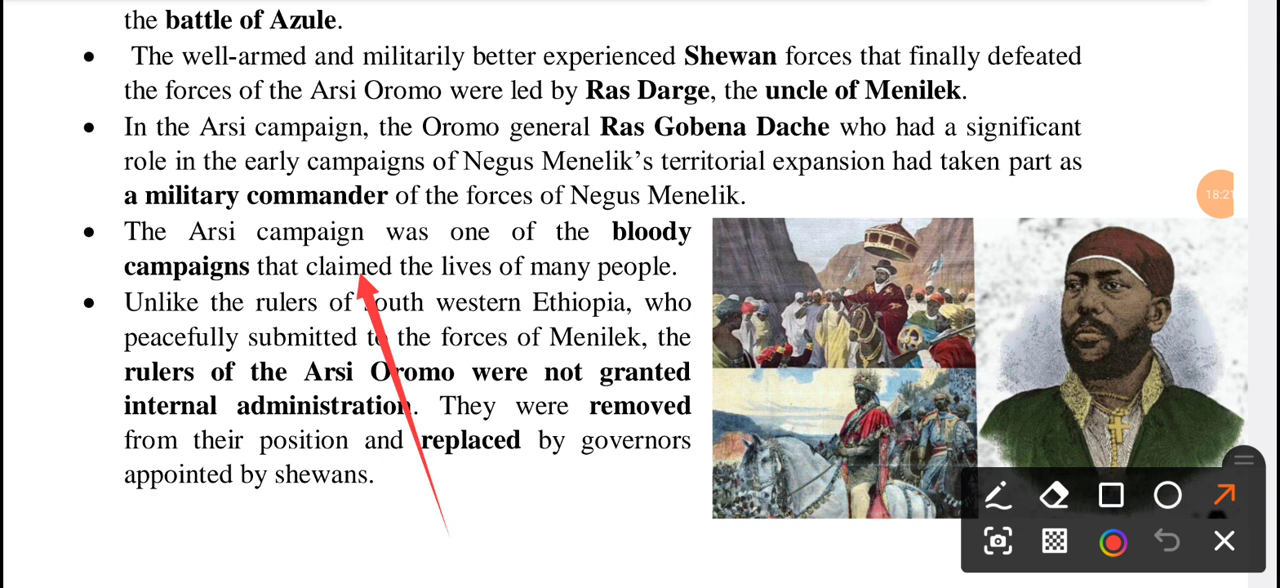 the battle of Azule.
• The well-armed and militarily better experienced Shewan forces that finally defeated
the forces of the Arsi Oromo were led by Ras Darge, the uncle of Menilek.
• In the Arsi campaign, the Oromo general Ras Gobena Dache who had a significant
role in the early campaigns of Negus Menelik’s territorial expansion had taken part as
a military commander of the forces of Negus Menelik.
18:21
• The Arsi campaign was one of the bloody
campaigns that claimed the lives of many people.
• Unlike the rulers of south western Ethiopia, who
peacefully submitted to the forces of Menilek, the
rulers of the Arsi Oromo were not granted
internal administration. They were removed
from their position and replaced by governors
appointed by shewans.